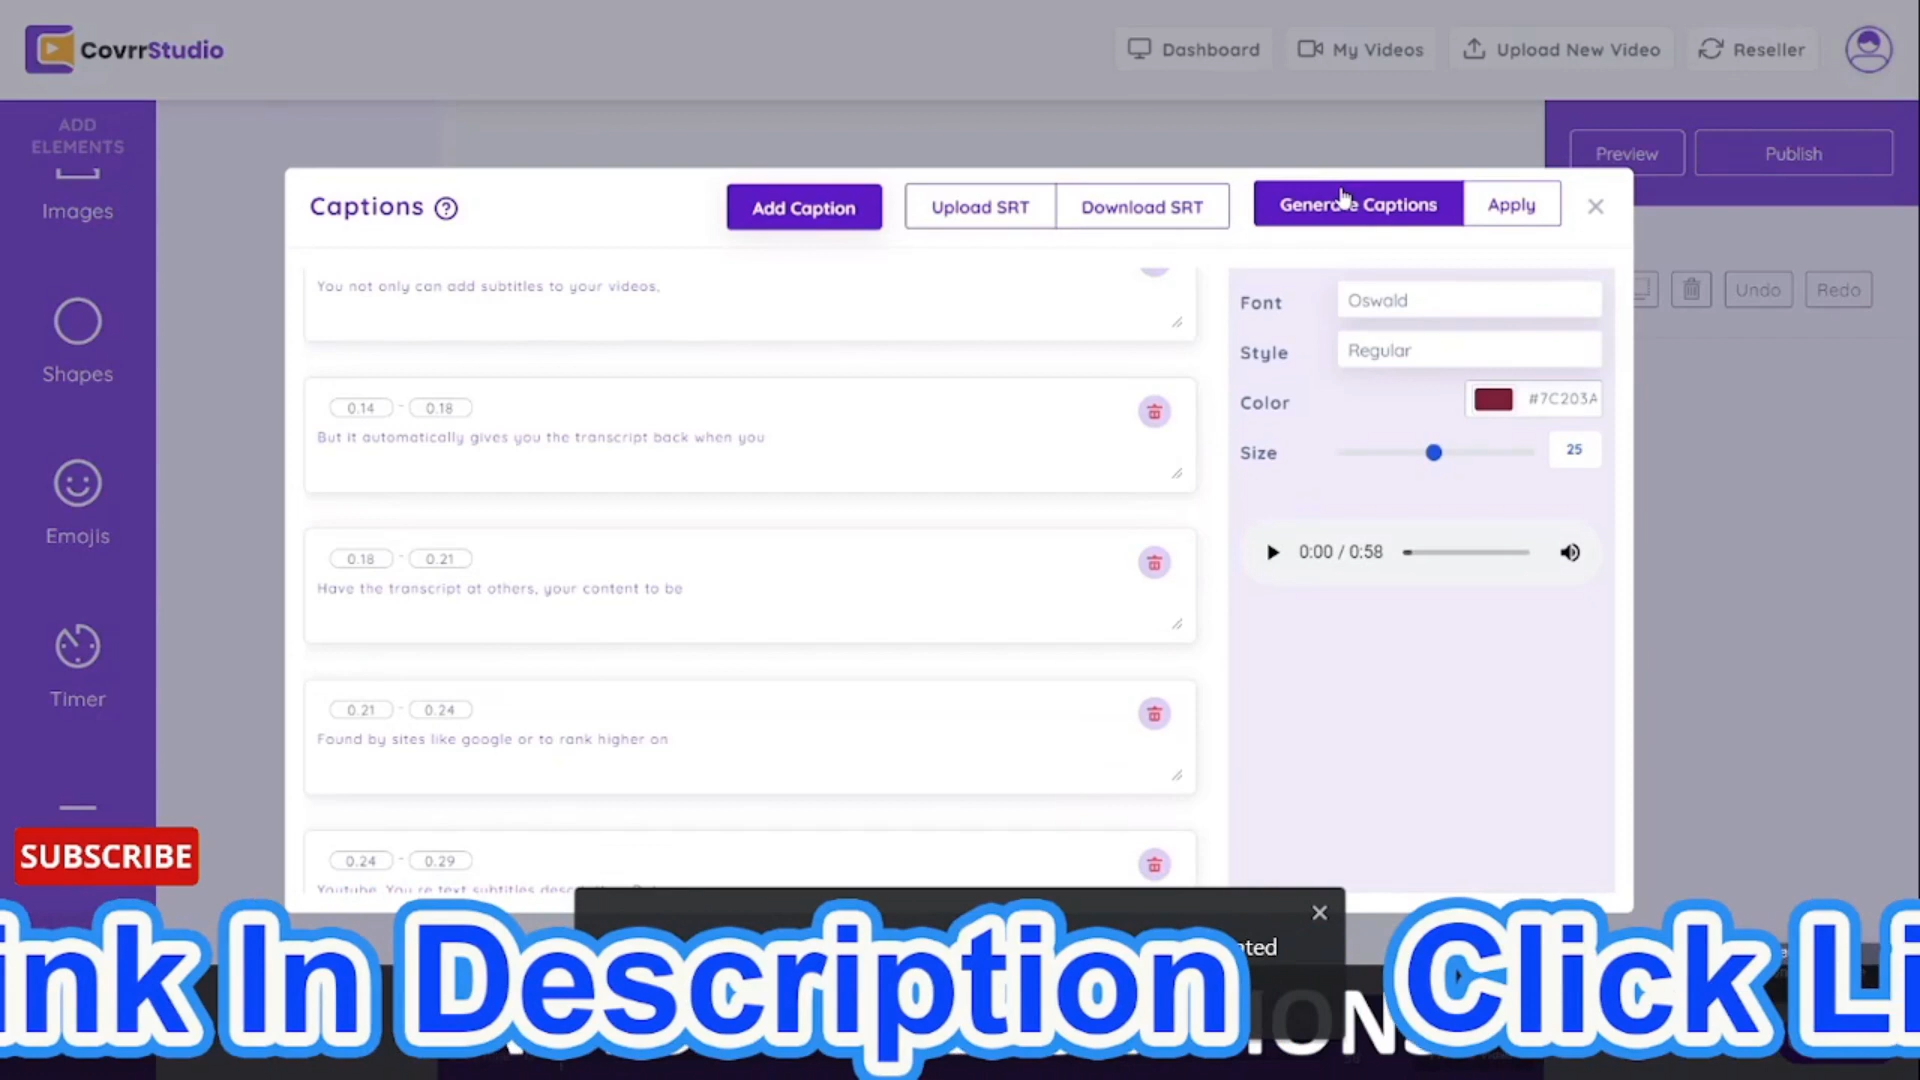 CovrrStudio
Dashboard
My Videos
Upload New Video
Reseller
ADD
ELEMENTS
Images
Shapes
Emojis
Timer
Preview
Publish
Undo
Redo
Captions ?
Add Caption
Upload SRT
Download SRT
Generate Captions
Apply
You not only can add subtitles to your videos,
0.14 - 0.18
But it automatically gives you the transcript back when you
0.18 - 0.21
Have the transcript at others, your content to be
0.21 - 0.24
Found by sites like google or to rank higher on
0.24 - 0.29
Font Oswald
Style Regular
Color #7C203A
Size 25
0:00 / 0:58
SUBSCRIBE
ink In Description Click Li